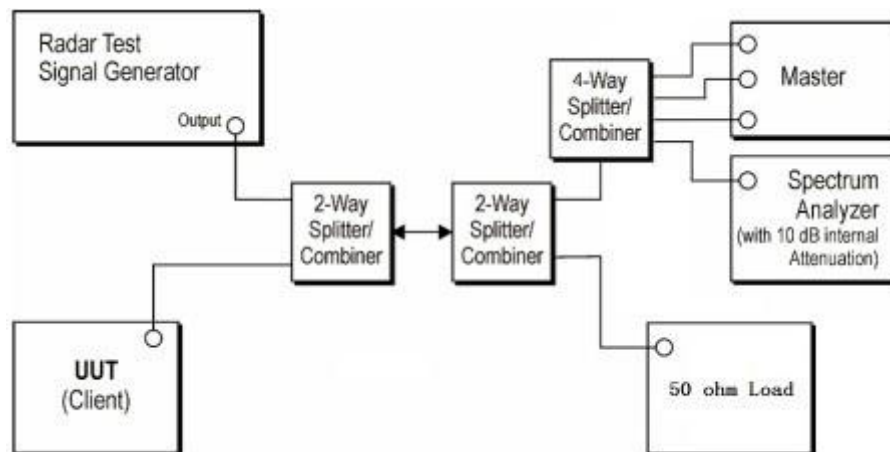 Radar Test
Signal Generator
Output
4-Way
Splitter/
Combiner
Master
2-Way
Splitter/
Combiner
2-Way
Splitter/
Combiner
Spectrum
Analyzer
(with 10 dB internal
Attenuation)
UUT
(Client)
50 ohm Load